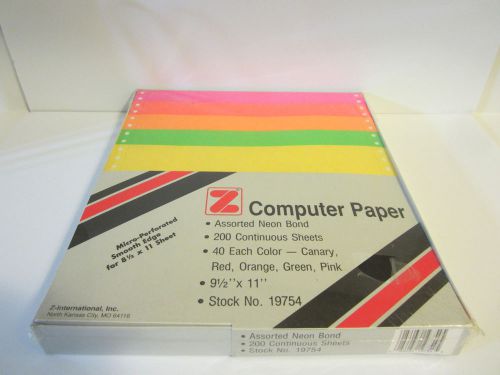 Z Computer Paper
• Assorted Neon Bond
• 200 Continuous Sheets
• 40 Each Color — Canary,
Red, Orange, Green, Pink
• 9½" x 11"
• Stock No. 19754
Micro-Perforated
Smooth Edge
for 8½ x 11 Sheet
Z-International, Inc.
North Kansas City, MO 64116
• Assorted Neon Bond
• 200 Continuous Sheets
• Stock No. 19754